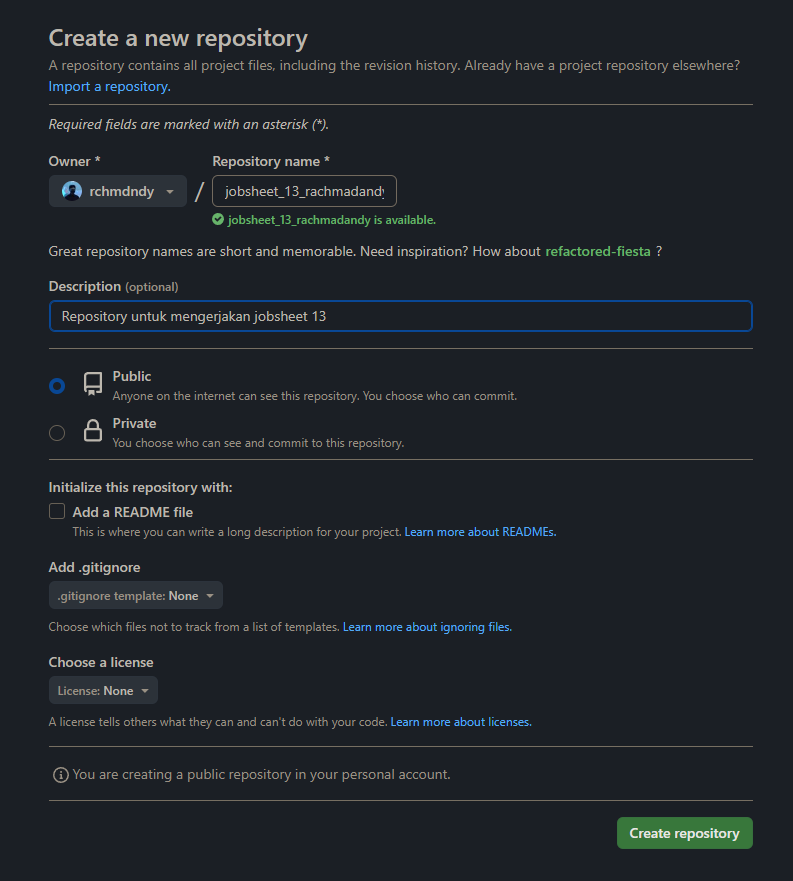 Create a new repository
A repository contains all project files, including the revision history. Already have a project repository elsewhere?
Import a repository.
Required fields are marked with an asterisk (*).
Owner * Repository name *
rchmdndy / jobsheet_13_rachmadandy
jobsheet_13_rachmadandy is available.
Great repository names are short and memorable. Need inspiration? How about refactored-fiesta ?
Description (optional)
Repository untuk mengerjakan jobsheet 13
Public
Anyone on the internet can see this repository. You choose who can commit.
Private
You choose who can see and commit to this repository.
Initialize this repository with:
Add a README file
This is where you can write a long description for your project. Learn more about READMEs.
Add .gitignore
.gitignore template: None
Choose which files not to track from a list of templates. Learn more about ignoring files.
Choose a license
License: None
A license tells others what they can and can't do with your code. Learn more about licenses.
You are creating a public repository in your personal account.
Create repository